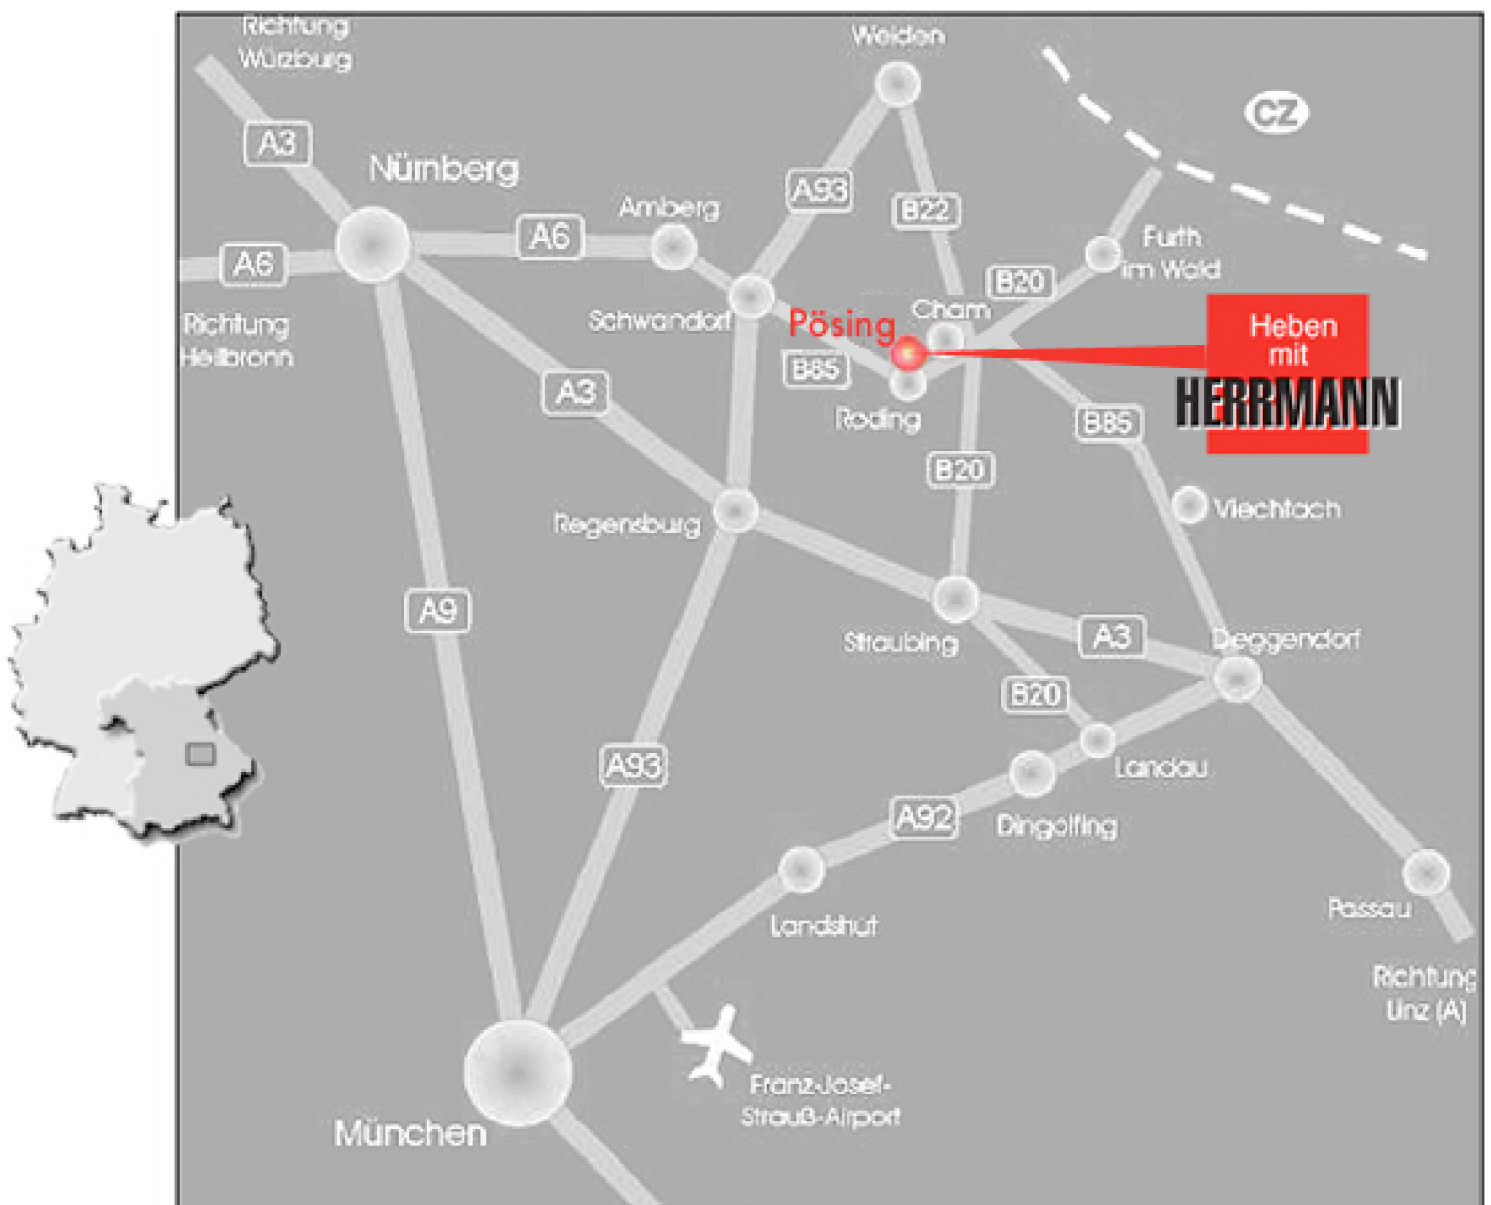 Richtung
Würzburg
Weiden
CZ
A3
Nürnberg
A93
Amberg
B22
A6
A6
Furth
im Wald
B20
Cham
Richtung
Heilbronn
Schwandorf
Pösing
Heben
mit
HERRMANN
B85
A3
Roding
B85
B20
Viechtach
Regensburg
A9
Straubing
A3
Deggendorf
B20
A93
Landau
A92
Dingolfing
Landshut
Passau
Richtung
Linz (A)
Franz-Josef-
Strauß-Airport
München